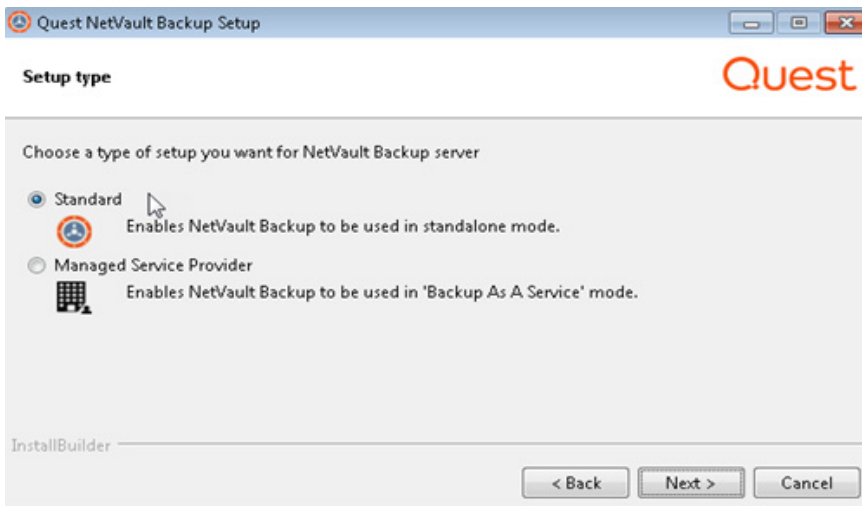 Quest NetVault Backup Setup
Setup type
Quest
Choose a type of setup you want for NetVault Backup server
Standard
Enables NetVault Backup to be used in standalone mode.
Managed Service Provider
Enables NetVault Backup to be used in 'Backup As A Service' mode.
InstallBuilder
< Back Next > Cancel